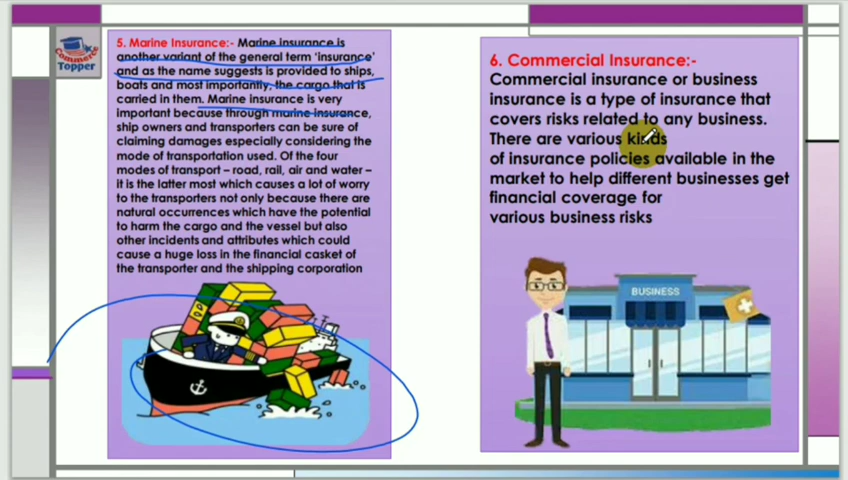 Commerce
Topper
5. Marine Insurance:- Marine insurance is
another variant of the general term 'insurance'
and as the name suggests is provided to ships,
boats and most importantly, the cargo that is
carried in them. Marine insurance is very
important because through marine insurance,
ship owners and transporters can be sure of
claiming damages especially considering the
mode of transportation used. Of the four
modes of transport – road, rail, air and water –
it is the latter most which causes a lot of worry
to the transporters not only because there are
natural occurrences which have the potential
to harm the cargo and the vessel but also
other incidents and attributes which could
cause a huge loss in the financial casket of
the transporter and the shipping corporation
6. Commercial Insurance:-
Commercial insurance or business
insurance is a type of insurance that
covers risks related to any business.
There are various kinds
of insurance policies available in the
market to help different businesses get
financial coverage for
various business risks
BUSINESS